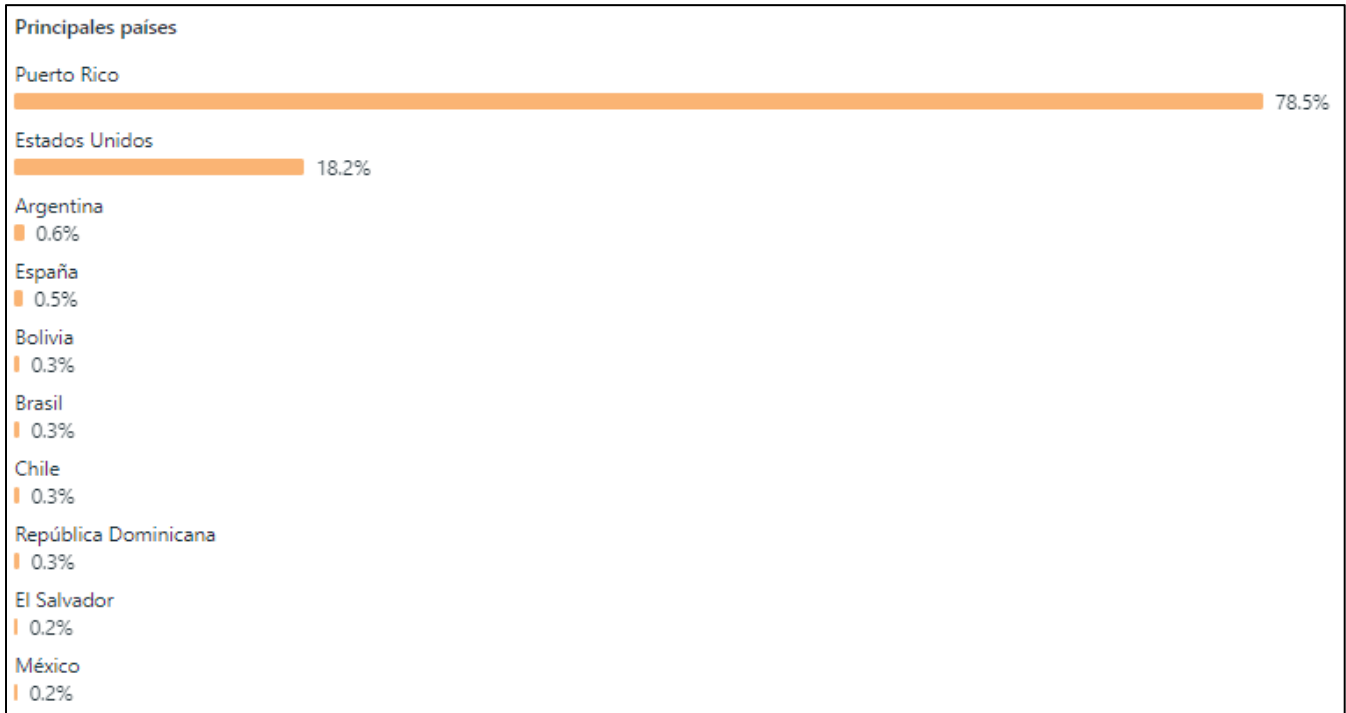 Principales países
Puerto Rico
78.5%
Estados Unidos
18.2%
Argentina
0.6%
España
0.5%
Bolivia
0.3%
Brasil
0.3%
Chile
0.3%
República Dominicana
0.3%
El Salvador
0.2%
México
0.2%